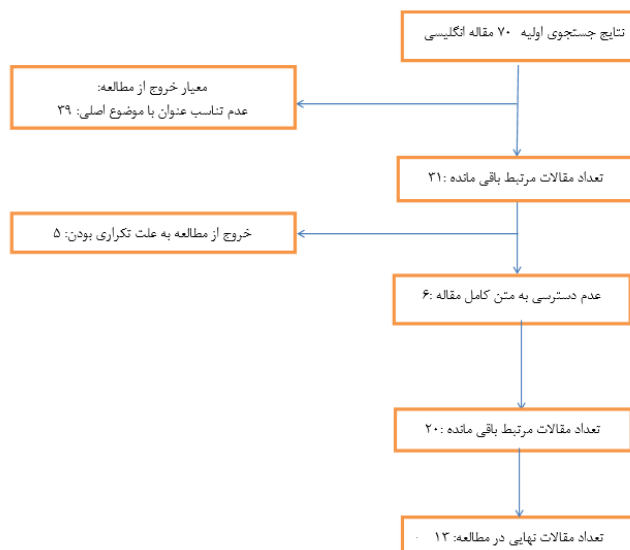 نتایج جستجوی اولیه ۷۰ مقاله انگلیسی
معیار خروج از مطالعه:
عدم تناسب عنوان با موضوع اصلی: ۳۹
تعداد مقالات مرتبط باقی مانده :۳۱
خروج از مطالعه به علت تکراری بودن: ۵
عدم دسترسی به متن کامل مقاله :۶
تعداد مقالات مرتبط باقی مانده :۲۰
تعداد مقالات نهایی در مطالعه: ۱۳